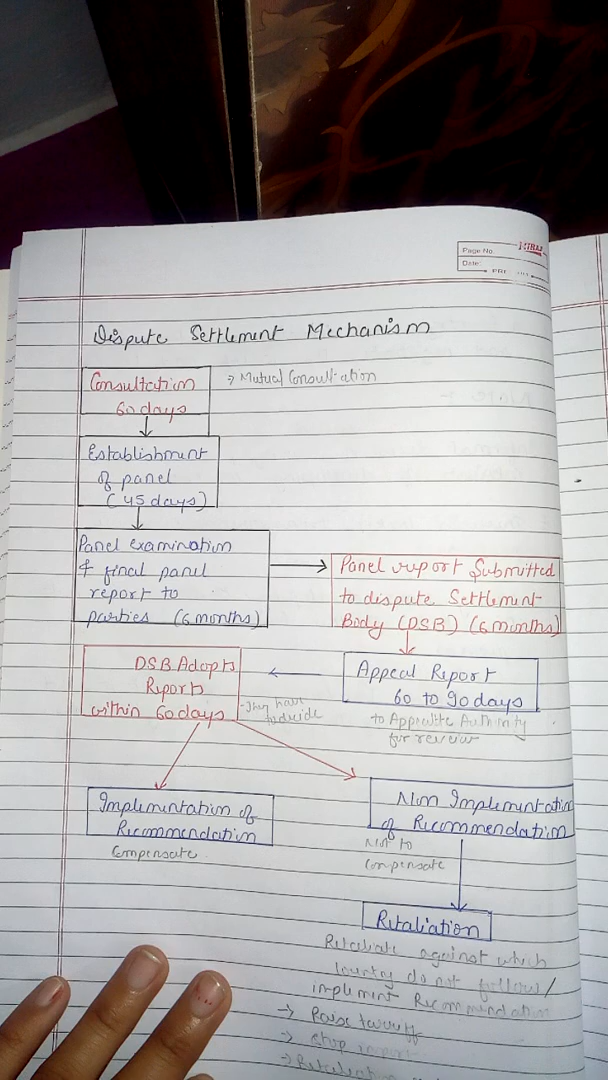 Page No.
Date:
Dispute Settlement Mechanism
Consultation
60 days
→ Mutual Consultation
Establishment
of panel
(45 days)
Panel examination
& final panel
report to
parties (6 months)
Panel report Submitted
to dispute Settlement
Body (DSB) (6 months)
DSB Adopts
Reports
within 60 days
- They have
to decide
Appeal Report
60 to 90 days
to Appellate Authority
for review
Implementation of
Recommendation
Compensate
Non Implementation
of Recommendation
Not to
Compensate
Retaliation
Retaliate against which
Country do not follow/
implement Recommendation
→ Raise tariff
→ Stop import